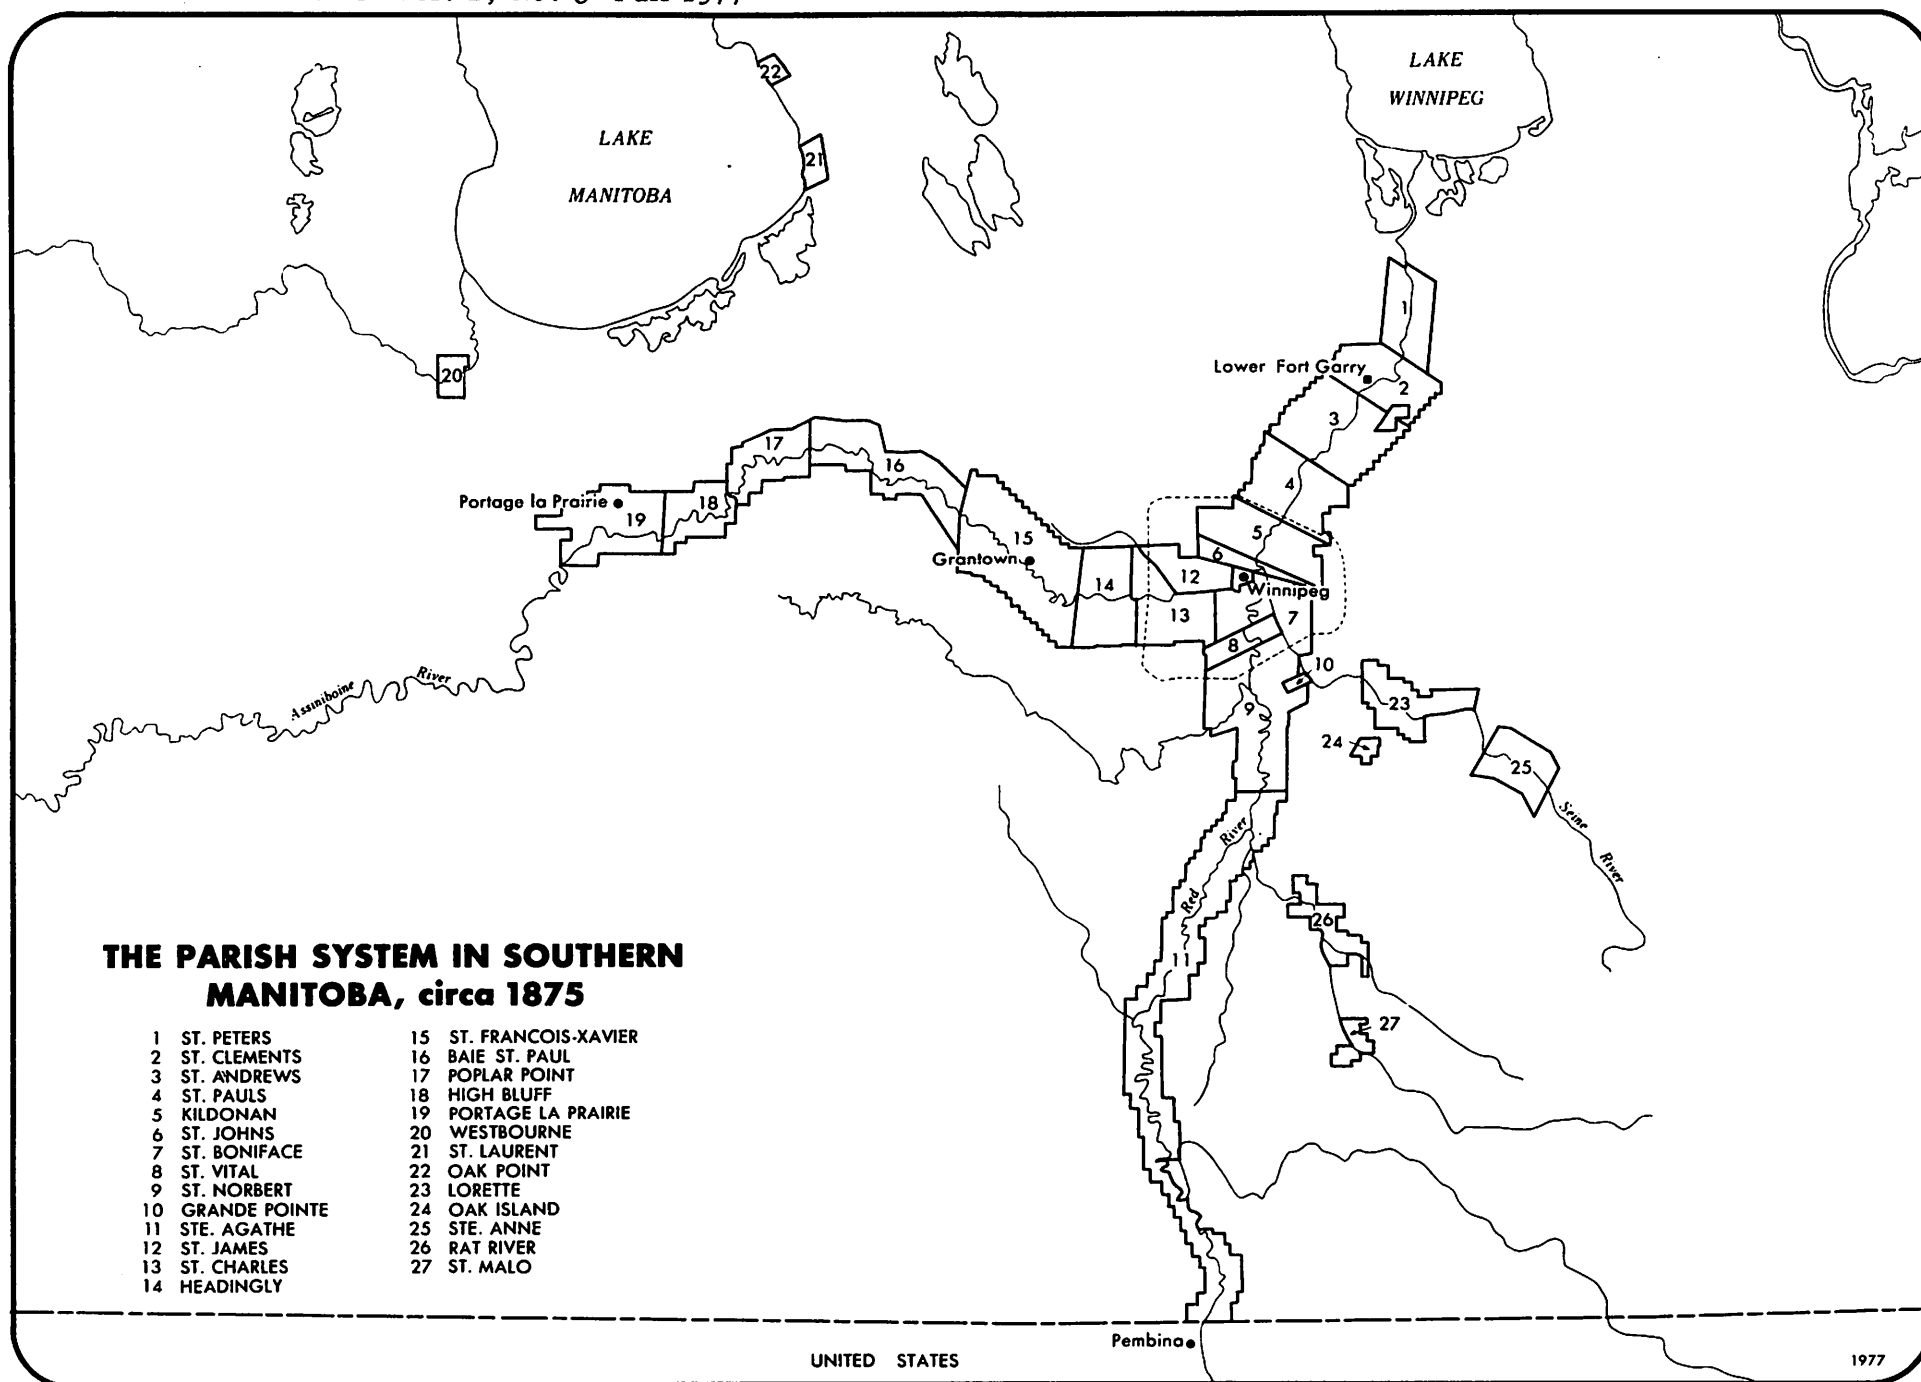 Fall 1977
LAKE
MANITOBA
LAKE
WINNIPEG
22
21
20
1
Lower Fort Garry
2
3
4
5
6
Winnipeg
7
8
9
10
11
12
13
14
15
Grantown
16
17
18
19
Portage la Prairie
23
24
25
26
27
Assiniboine River
Seine River
Red River
THE PARISH SYSTEM IN SOUTHERN
MANITOBA, circa 1875
1 ST. PETERS
2 ST. CLEMENTS
3 ST. ANDREWS
4 ST. PAULS
5 KILDONAN
6 ST. JOHNS
7 ST. BONIFACE
8 ST. VITAL
9 ST. NORBERT
10 GRANDE POINTE
11 STE. AGATHE
12 ST. JAMES
13 ST. CHARLES
14 HEADINGLY
15 ST. FRANCOIS-XAVIER
16 BAIE ST. PAUL
17 POPLAR POINT
18 HIGH BLUFF
19 PORTAGE LA PRAIRIE
20 WESTBOURNE
21 ST. LAURENT
22 OAK POINT
23 LORETTE
24 OAK ISLAND
25 STE. ANNE
26 RAT RIVER
27 ST. MALO
Pembina
UNITED STATES
1977